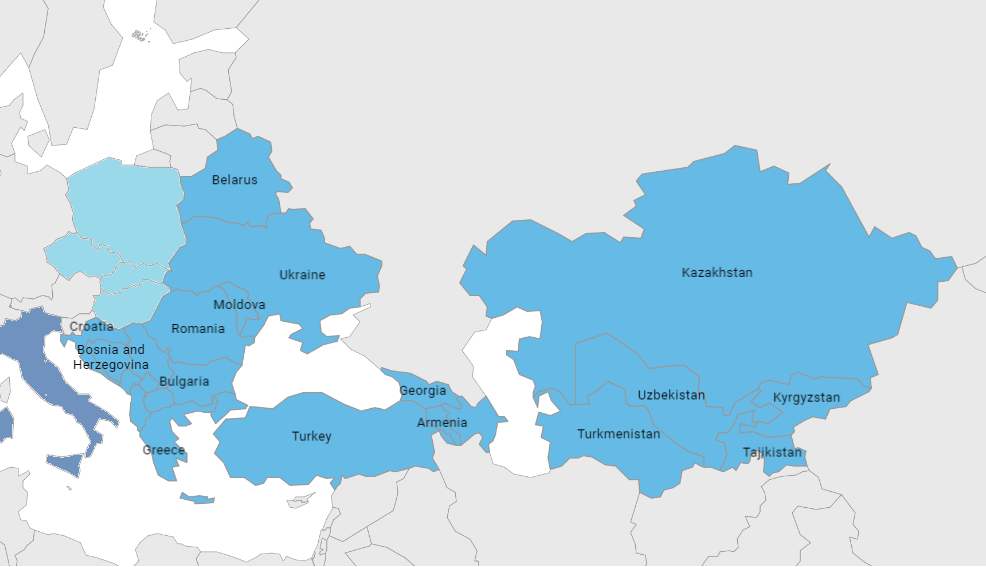 Belarus
Ukraine
Kazakhstan
Moldova
Croatia
Romania
Bosnia and
Herzegovina
Bulgaria
Georgia
Uzbekistan
Kyrgyzstan
Armenia
Turkey
Turkmenistan
Greece
Tajikistan